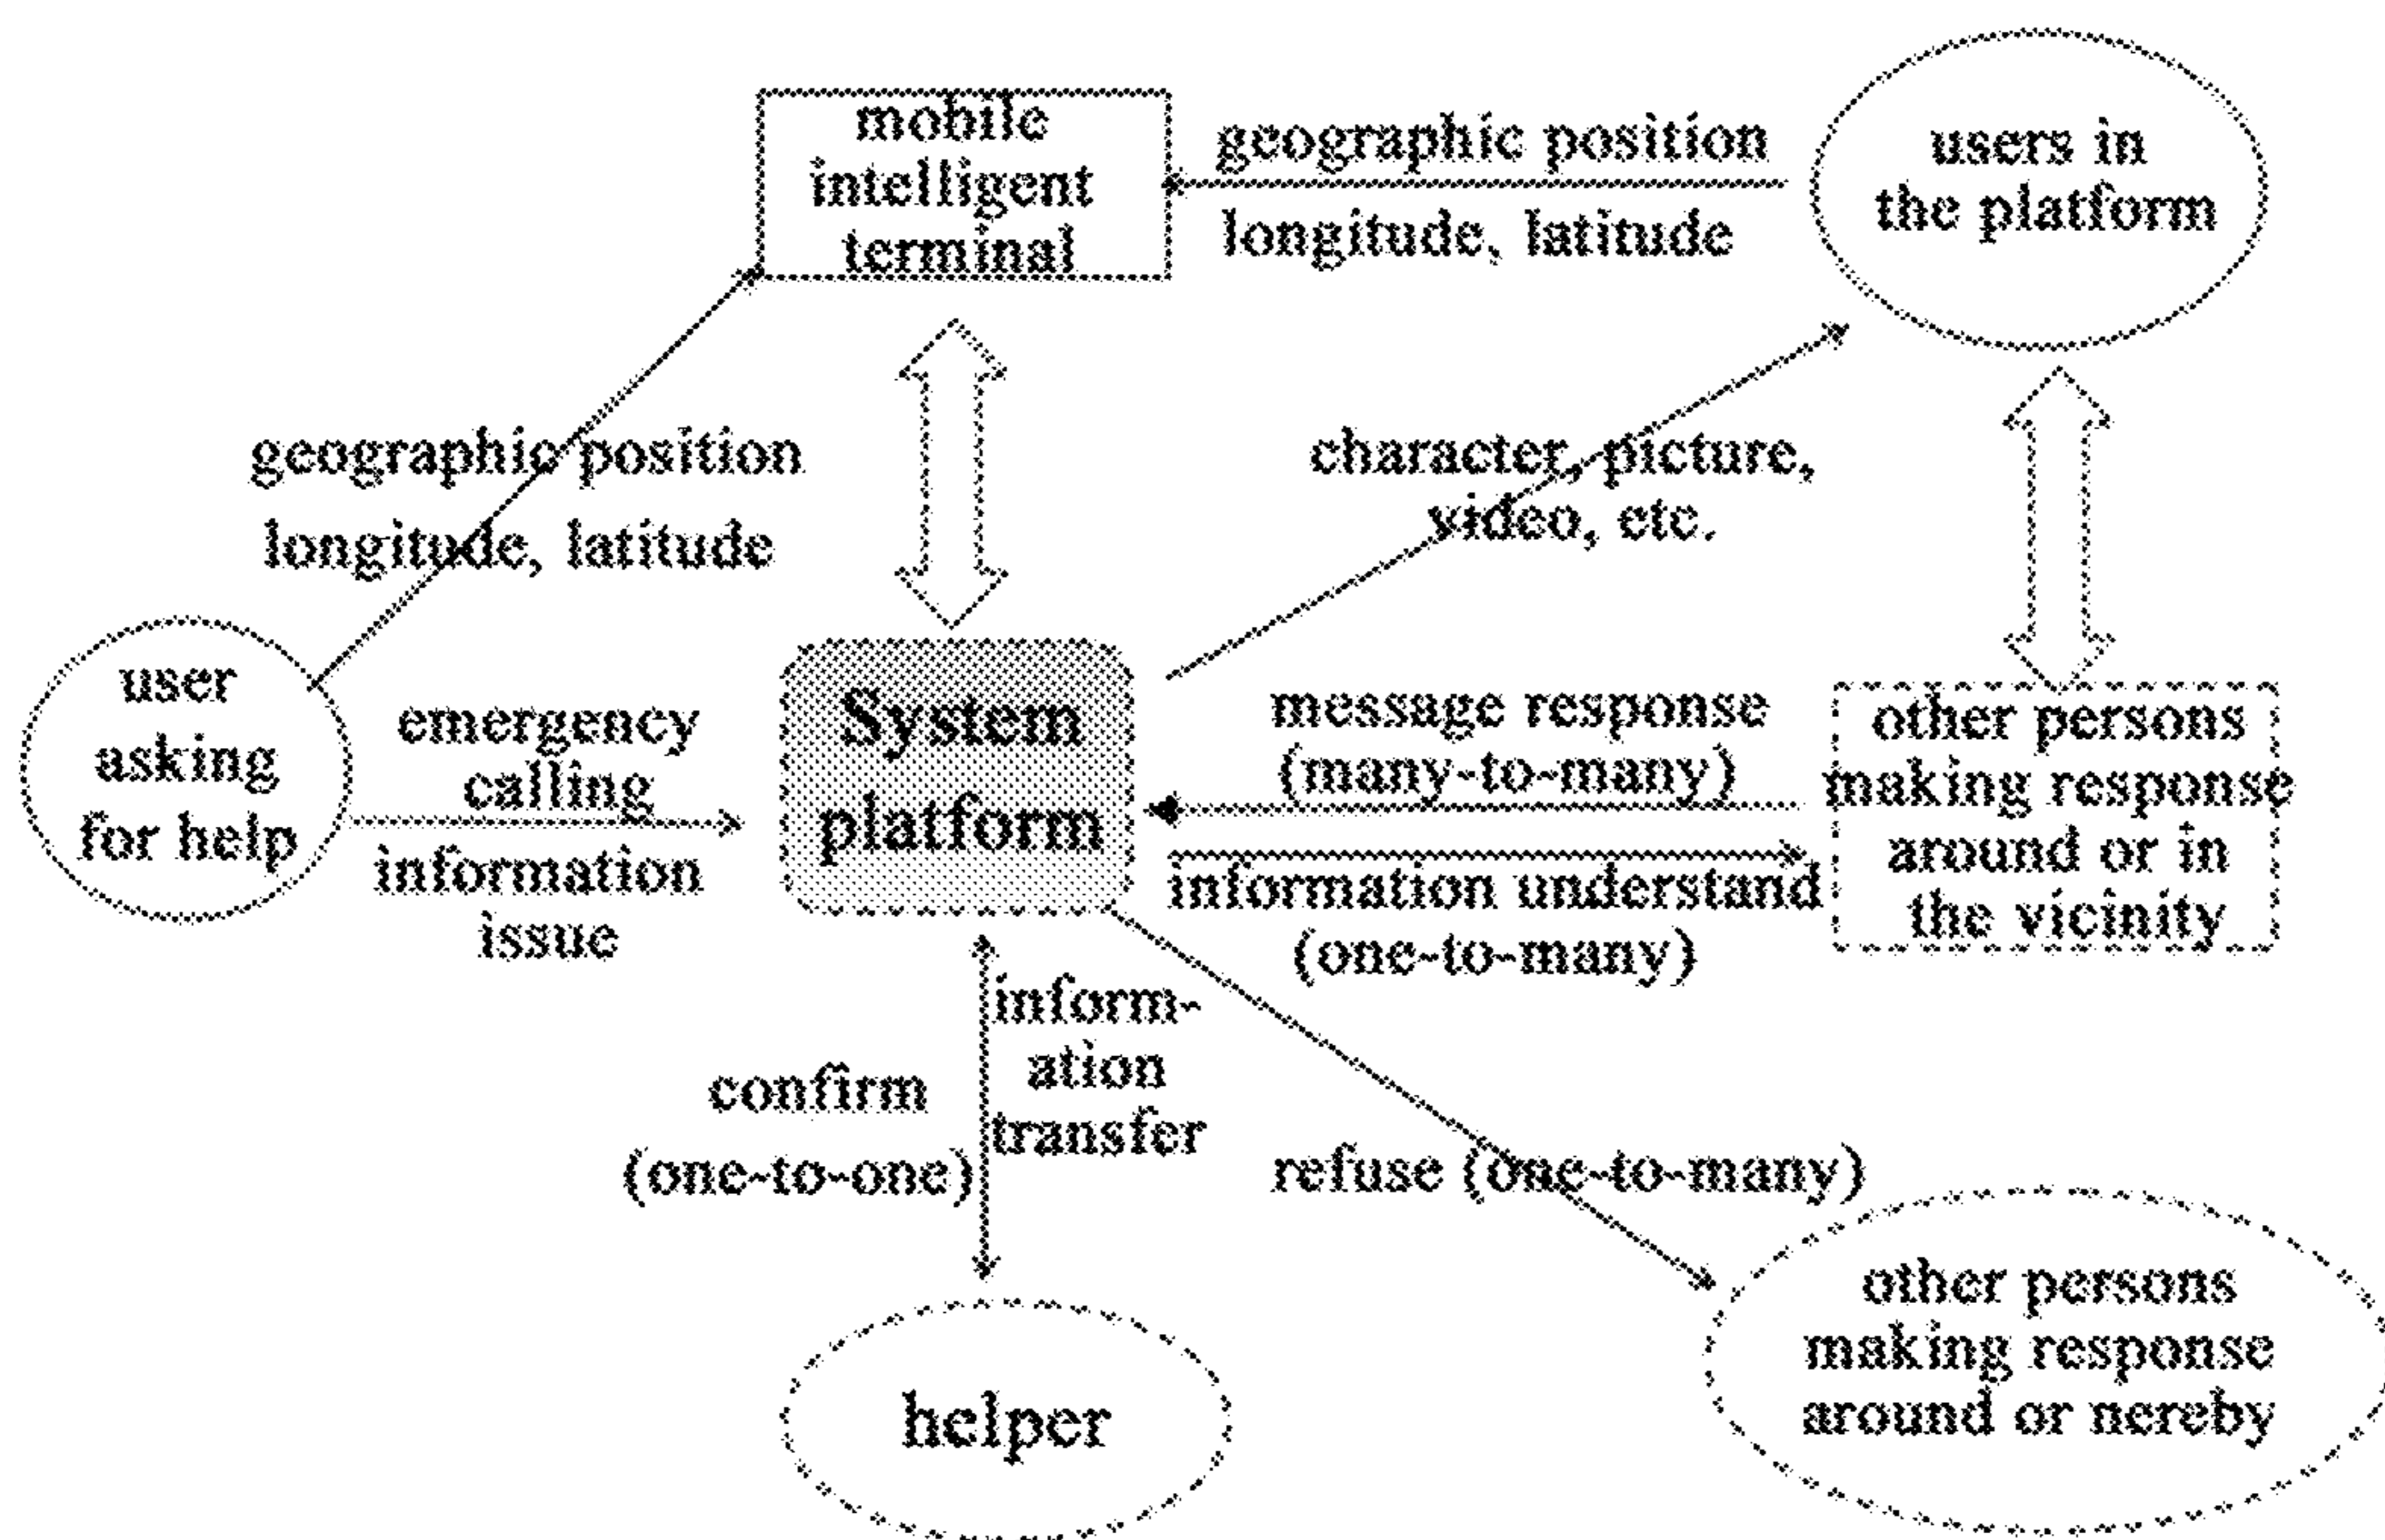 mobile
intelligent
terminal
geographic position
longitude, latitude
users in
the platform
geographic position
longitude, latitude
character, picture,
video, etc.
user
asking
for help
emergency
calling
information
issue
System
platform
message response
(many-to-many)
information understand
(one-to-many)
other persons
making response
around or in
the vicinity
confirm
(one-to-one)
inform-
ation
transfer
refuse (one-to-many)
helper
other persons
making response
around or nereby